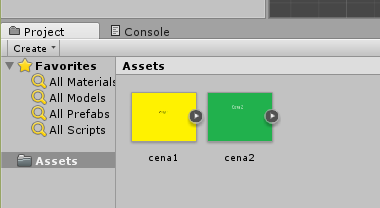 Project
Console
Create
Favorites
All Materials
All Models
All Prefabs
All Scripts
Assets
Assets
cena1
cena2